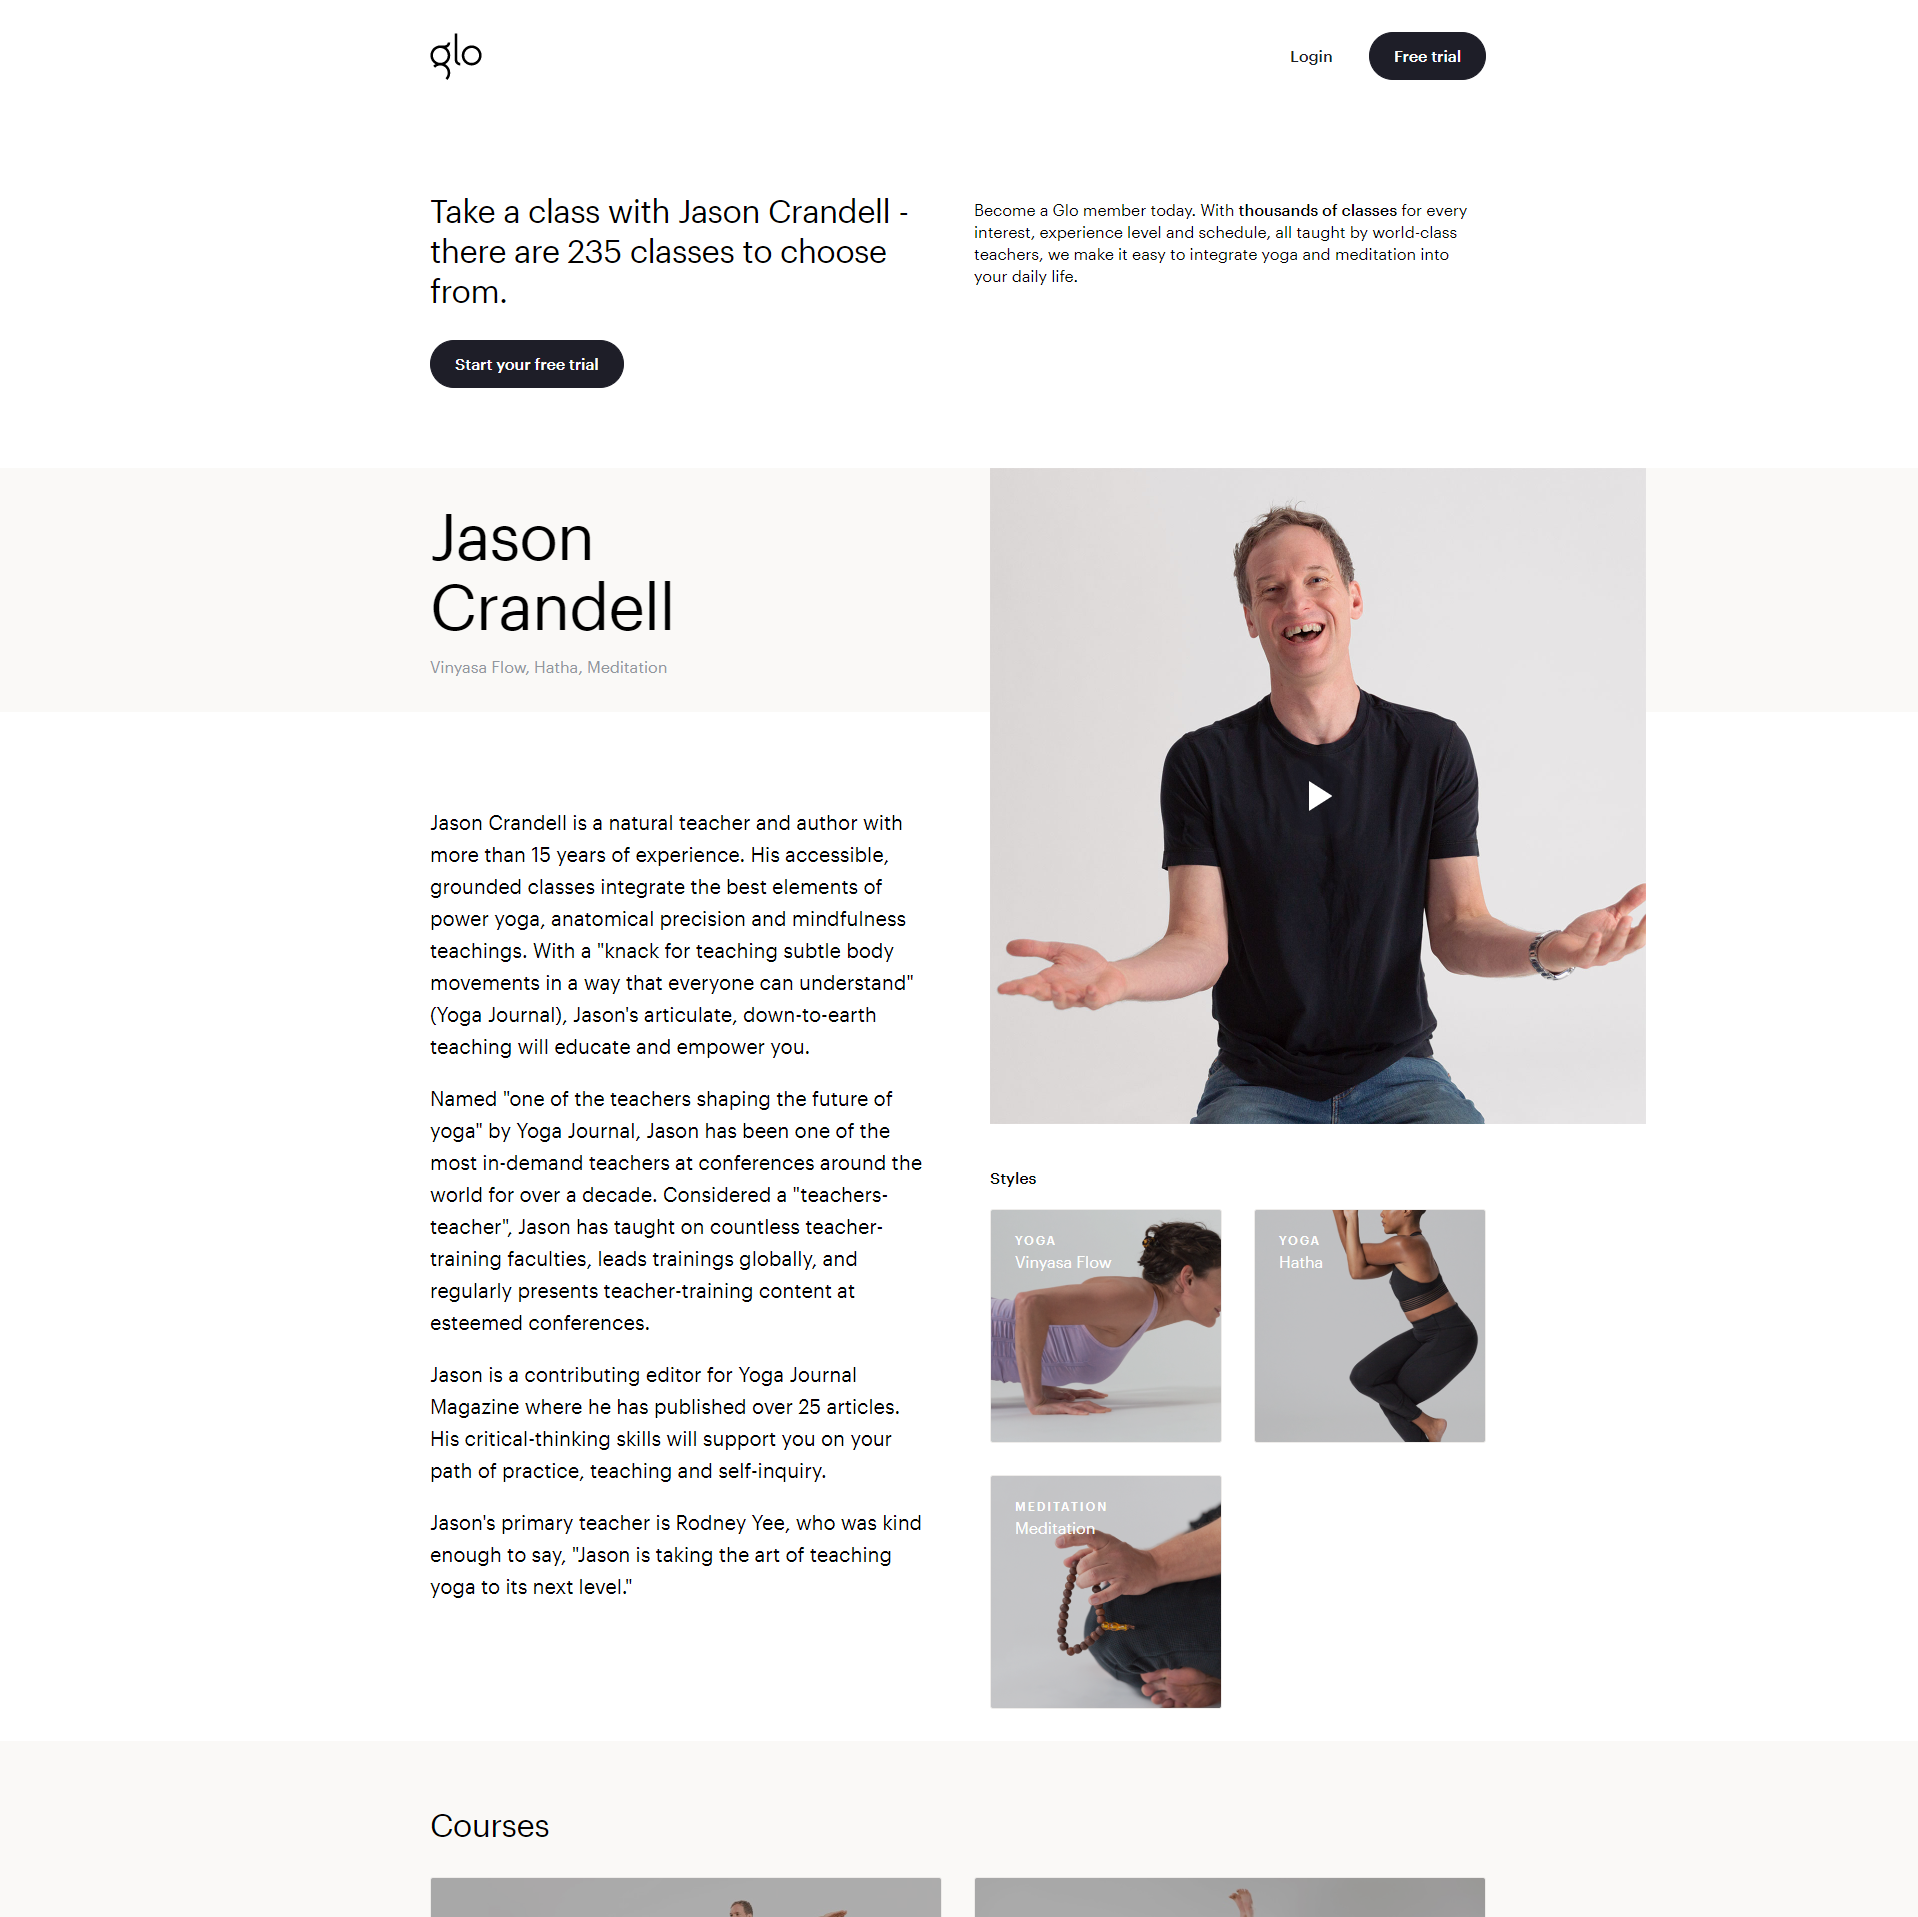 glo
Login
Free trial
Take a class with Jason Crandell -
there are 235 classes to choose
from.
Start your free trial
Become a Glo member today. With thousands of classes for every
interest, experience level and schedule, all taught by world-class
teachers, we make it easy to integrate yoga and meditation into
your daily life.
Jason
Crandell
Vinyasa Flow, Hatha, Meditation
Jason Crandell is a natural teacher and author with
more than 15 years of experience. His accessible,
grounded classes integrate the best elements of
power yoga, anatomical precision and mindfulness
teachings. With a "knack for teaching subtle body
movements in a way that everyone can understand"
(Yoga Journal), Jason's articulate, down-to-earth
teaching will educate and empower you.
Named "one of the teachers shaping the future of
yoga" by Yoga Journal, Jason has been one of the
most in-demand teachers at conferences around the
world for over a decade. Considered a "teachers-
teacher", Jason has taught on countless teacher-
training faculties, leads trainings globally, and
regularly presents teacher-training content at
esteemed conferences.
Jason is a contributing editor for Yoga Journal
Magazine where he has published over 25 articles.
His critical-thinking skills will support you on your
path of practice, teaching and self-inquiry.
Jason's primary teacher is Rodney Yee, who was kind
enough to say, "Jason is taking the art of teaching
yoga to its next level."
Styles
YOGA
Vinyasa Flow
YOGA
Hatha
MEDITATION
Meditation
Courses